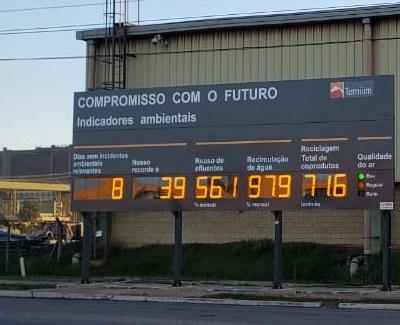 COMPROMISSO COM O FUTURO
Ternium
Indicadores ambientais
Dias sem incidentes ambientais relevantes
Nosso recorde é
Reúso de efluentes
Recirculação de água
Reciclagem Total de coprodutos
Qualidade do ar
8 39 56,1 97,9 716
Boa
Regular
Ruim
% mensal
% mensal
ton/mês